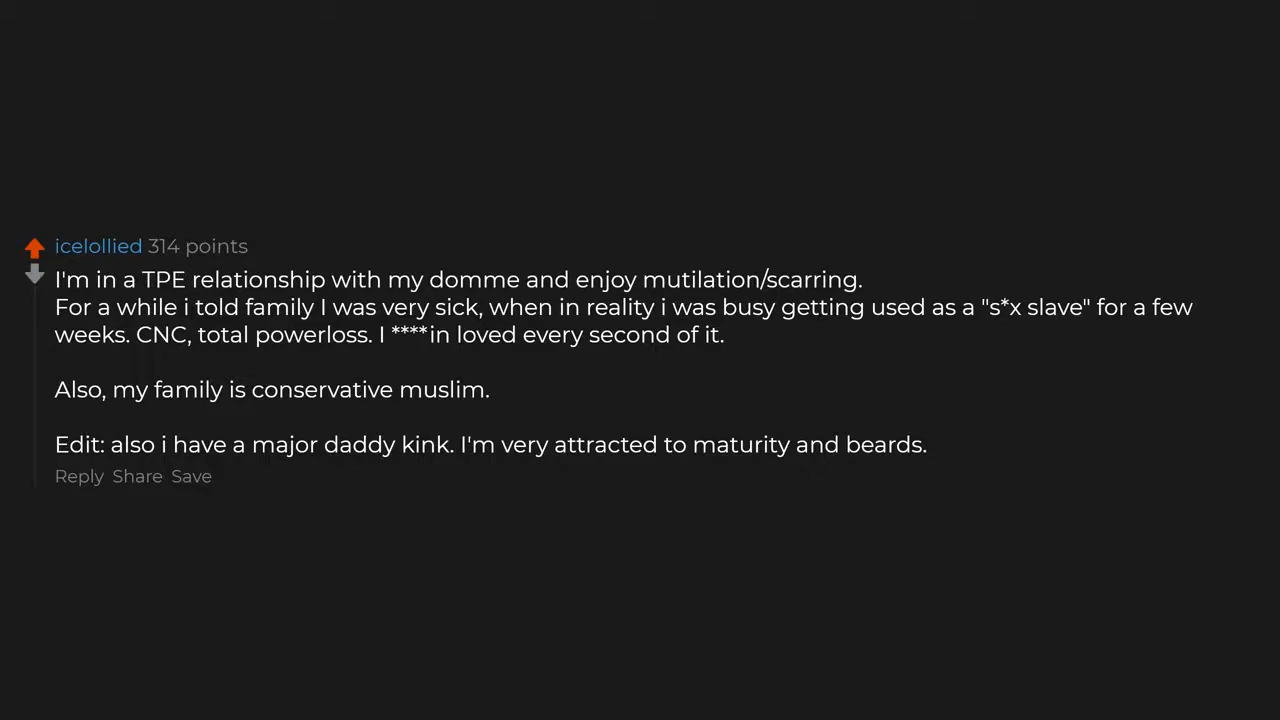 icelollied 314 points
I'm in a TPE relationship with my domme and enjoy mutilation/scarring.
For a while i told family I was very sick, when in reality i was busy getting used as a "s*x slave" for a few
weeks. CNC, total powerloss. I ****in loved every second of it.
Also, my family is conservative muslim.
Edit: also i have a major daddy kink. I'm very attracted to maturity and beards.
Reply Share Save